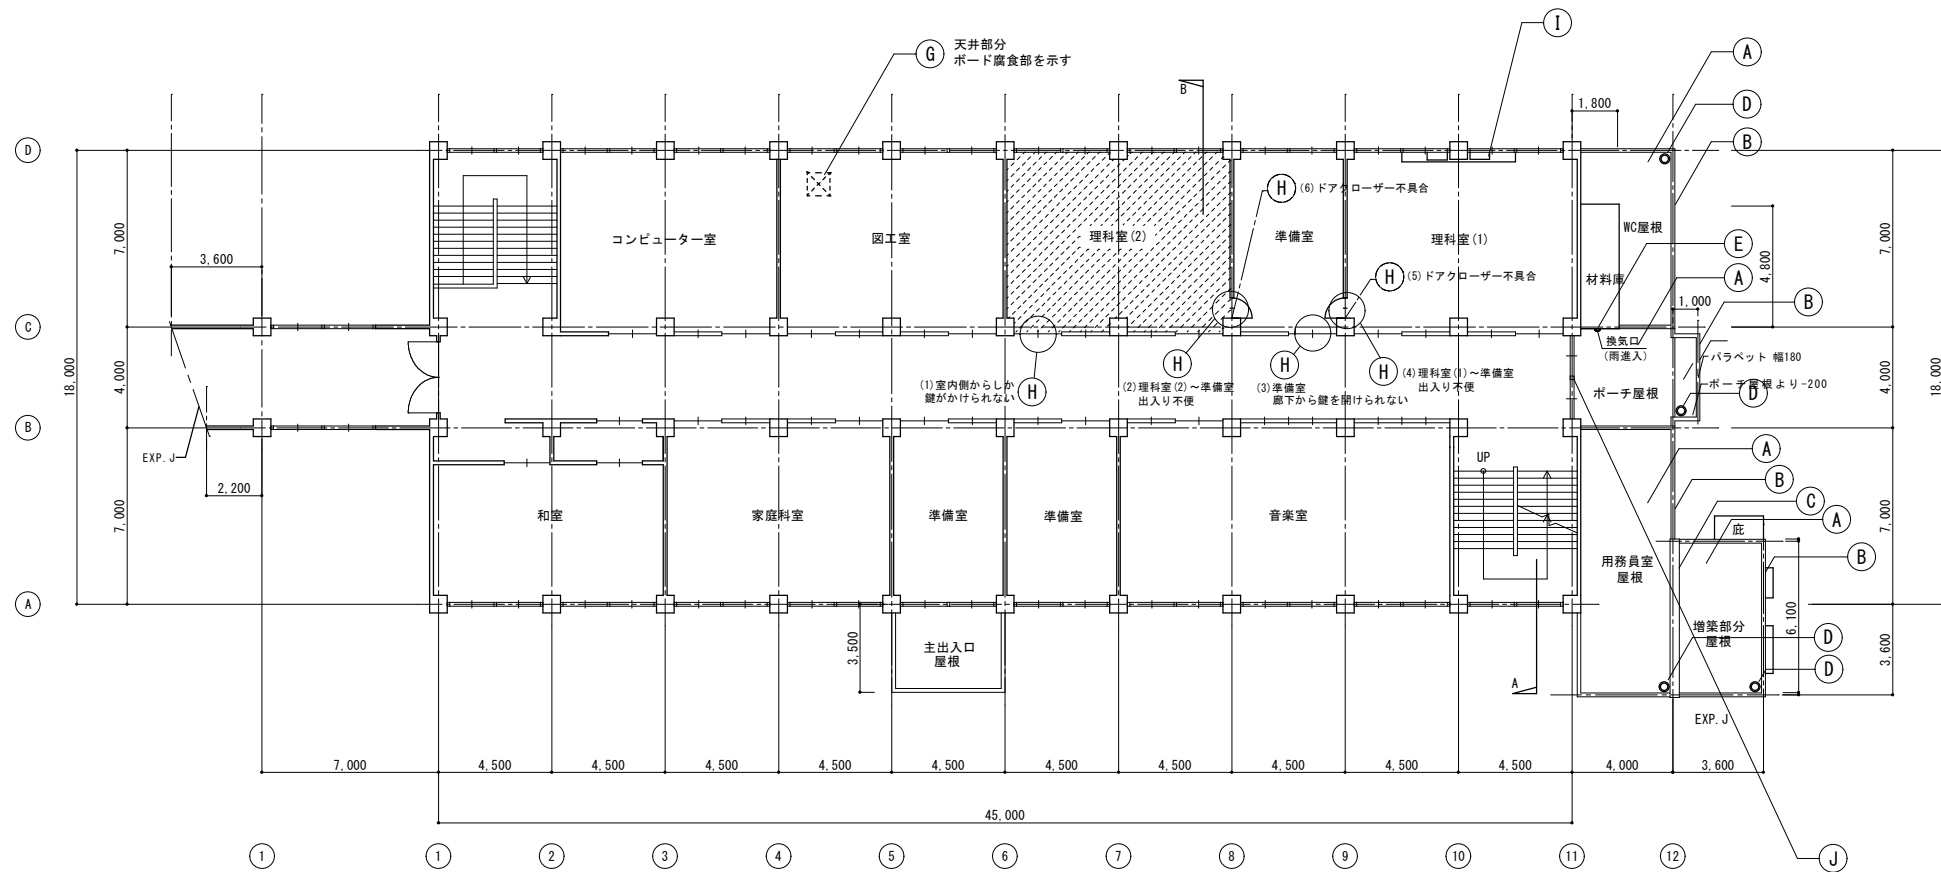 I
G
天井部分
ボード腐食部を示す
A
D
B
B
1,800
D
H
(6)ドアクローザー不具合
コンピューター室
図工室
理科室(2)
準備室
理科室(1)
WC屋根
E
7,000
7,000
4,800
3,600
H
(5)ドアクローザー不具合
材料庫
A
1,000
B
C
換気口
(雨進入)
パラペット 幅180
18,000
4,000
(1)室内側からしか
鍵がかけられない
H
H
(2)理科室(2)～準備室
出入り不便
H
(3)準備室
廊下から鍵を開けられない
H
(4)理科室(1)～準備室
出入り不便
ポーチ屋根
ポーチ屋根より-200
D
4,000
18,000
B
EXP.J
2,200
UP
A
B
C
A
7,000
和室
家庭科室
準備室
準備室
音楽室
庇
7,000
用務員室
屋根
B
A
3,500
主出入口
屋根
A
増築部分
屋根
6,100
D
D
3,600
EXP.J
7,000
4,500
4,500
4,500
4,500
4,500
4,500
4,500
4,500
4,500
4,500
4,000
3,600
45,000
1
1
2
3
4
5
6
7
8
9
10
11
12
J